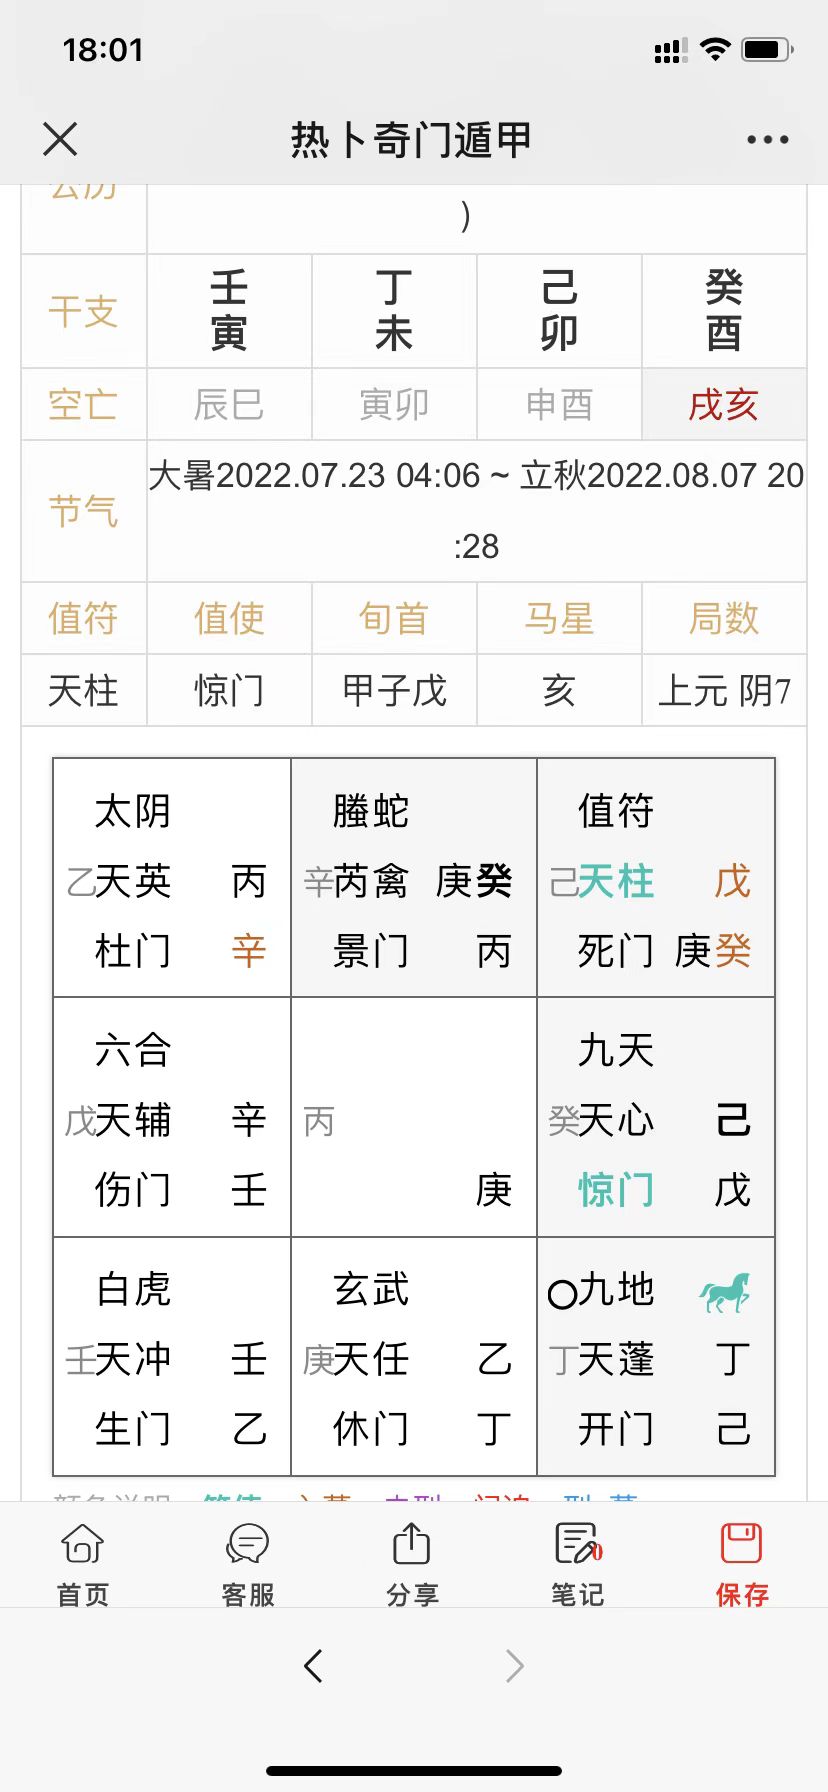 18:01
热卜奇门遁甲
公历
)
干支 壬寅 丁未 己卯 癸酉
空亡 辰巳 寅卯 申酉 戌亥
节气 大暑2022.07.23 04:06 ~ 立秋2022.08.07 20
:28
值符 值使 旬首 马星 局数
天柱 惊门 甲子戊 亥 上元 阴7
太阴 螣蛇 值符
乙天英 丙 辛芮禽 庚癸 己天柱 戊
杜门 辛 景门 丙 死门 庚癸
六合 九天
戊天辅 辛 丙 癸天心 己
伤门 壬 庚 惊门 戊
白虎 玄武 九地
壬天冲 壬 庚天任 乙 丁天蓬 丁
生门 乙 休门 丁 开门 己
首页 客服 分享 笔记 0 保存